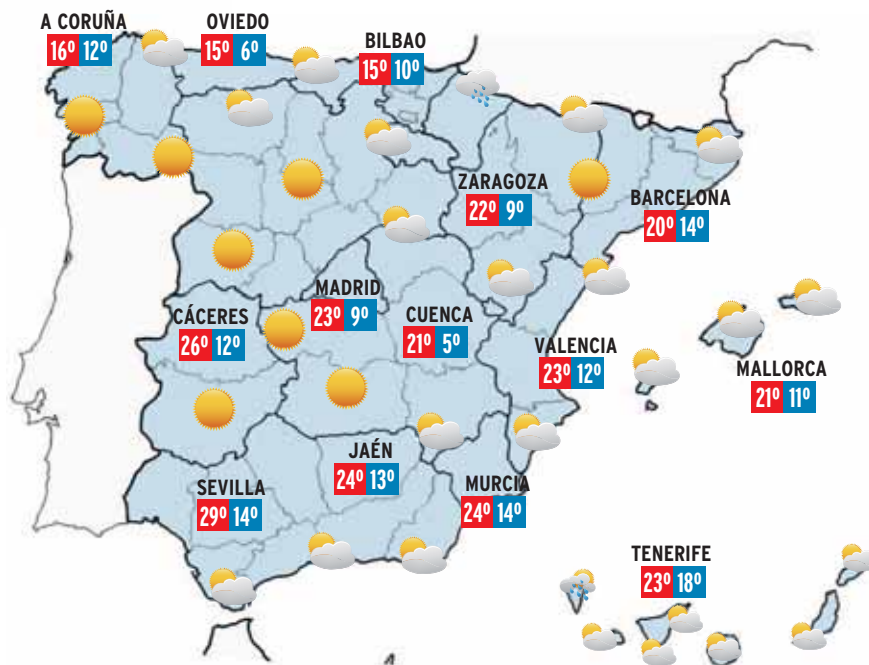 A CORUÑA
16º 12º
OVIEDO
15º 6º
BILBAO
15º 10º
ZARAGOZA
22º 9º
BARCELONA
20º 14º
MADRID
23º 9º
CÁCERES
26º 12º
CUENCA
21º 5º
VALENCIA
23º 12º
MALLORCA
21º 11º
JAÉN
24º 13º
SEVILLA
29º 14º
MURCIA
24º 14º
TENERIFE
23º 18º